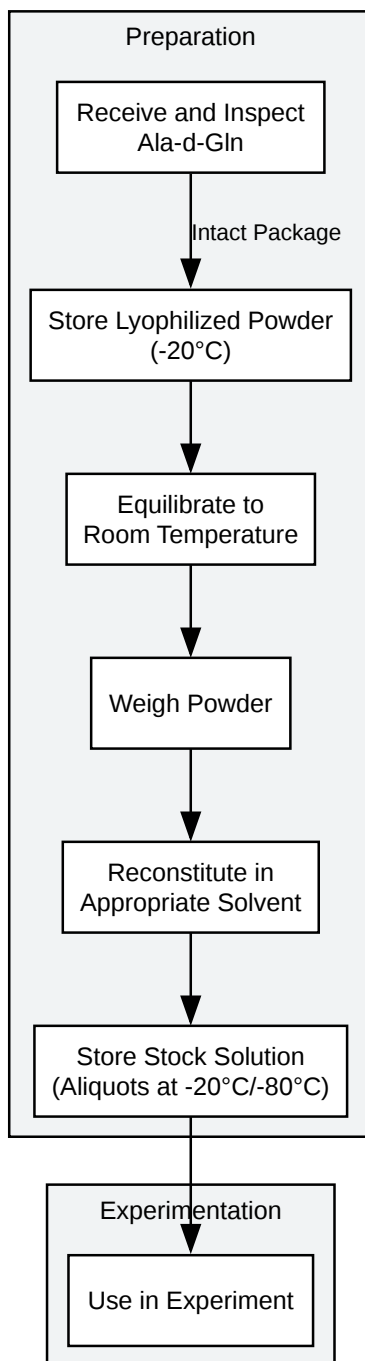 Preparation
Receive and Inspect
Ala-d-Gln
Intact Package
Store Lyophilized Powder
(-20°C)
Equilibrate to
Room Temperature
Weigh Powder
Reconstitute in
Appropriate Solvent
Store Stock Solution
(Aliquots at -20°C/-80°C)
Experimentation
Use in Experiment